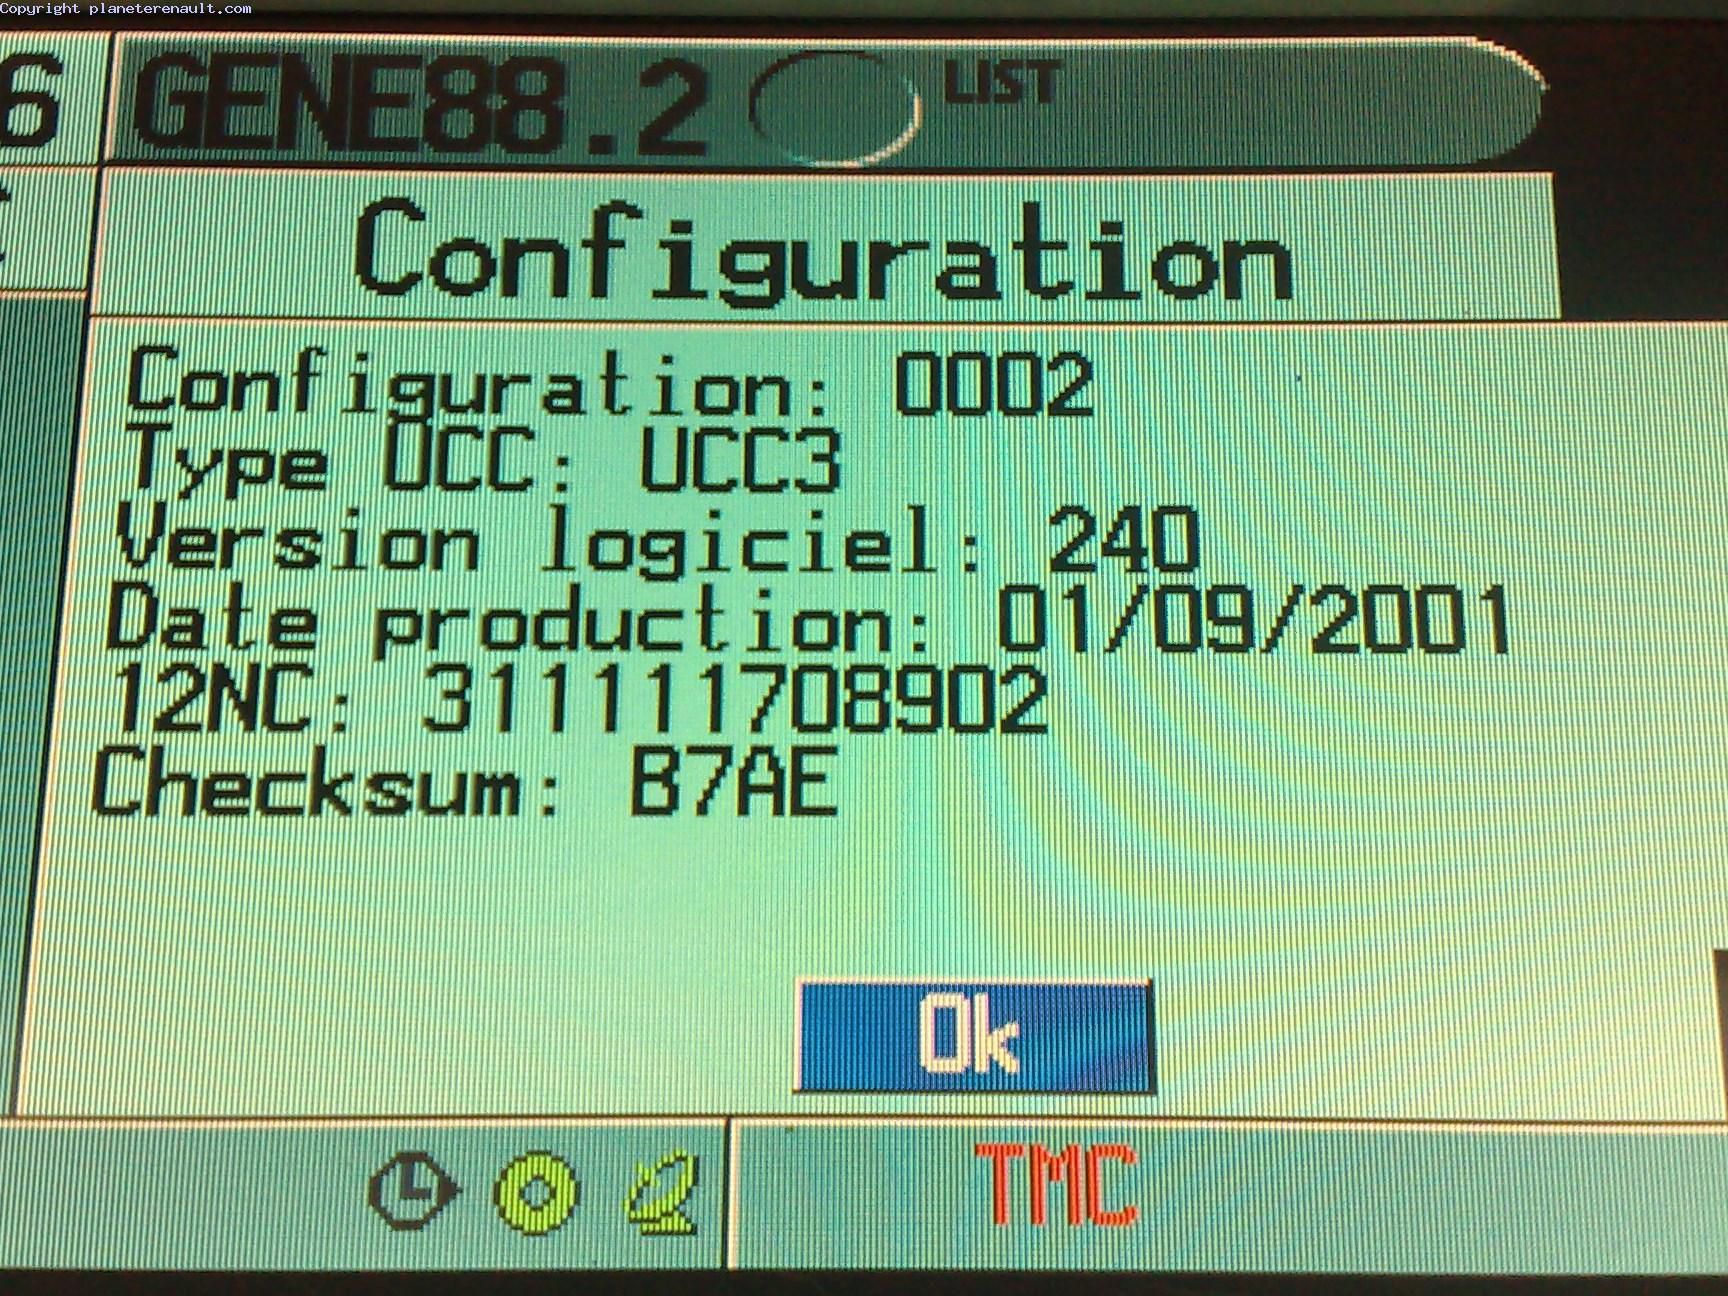 Copyright planeterenault.com
6 GENE88.2 LIST
Configuration
Configuration: 0002
Type UCC: UCC3
Version logiciel: 240
Date production: 01/09/2001
12NC: 311111708902
Checksum: B7AE
Ok
TMC